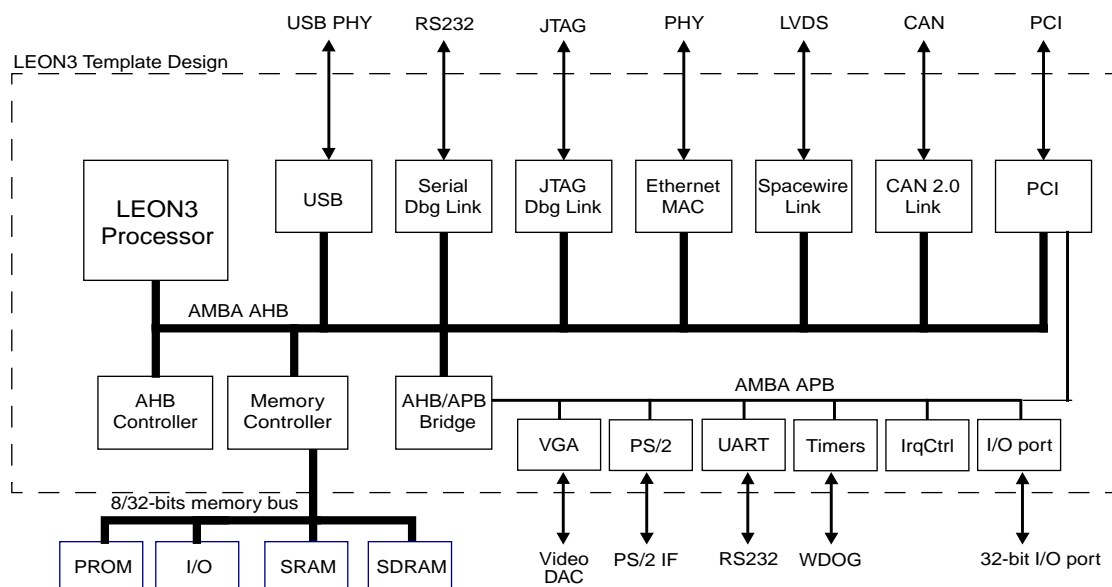 USB PHY RS232 JTAG PHY LVDS CAN PCI
LEON3 Template Design
LEON3
Processor
USB
Serial
Dbg Link
JTAG
Dbg Link
Ethernet
MAC
Spacewire
Link
CAN 2.0
Link
PCI
AMBA AHB
AHB
Controller
Memory
Controller
AHB/APB
Bridge
AMBA APB
VGA PS/2 UART Timers IrqCtrl I/O port
8/32-bits memory bus
PROM I/O SRAM SDRAM
Video
DAC
PS/2 IF RS232 WDOG 32-bit I/O port